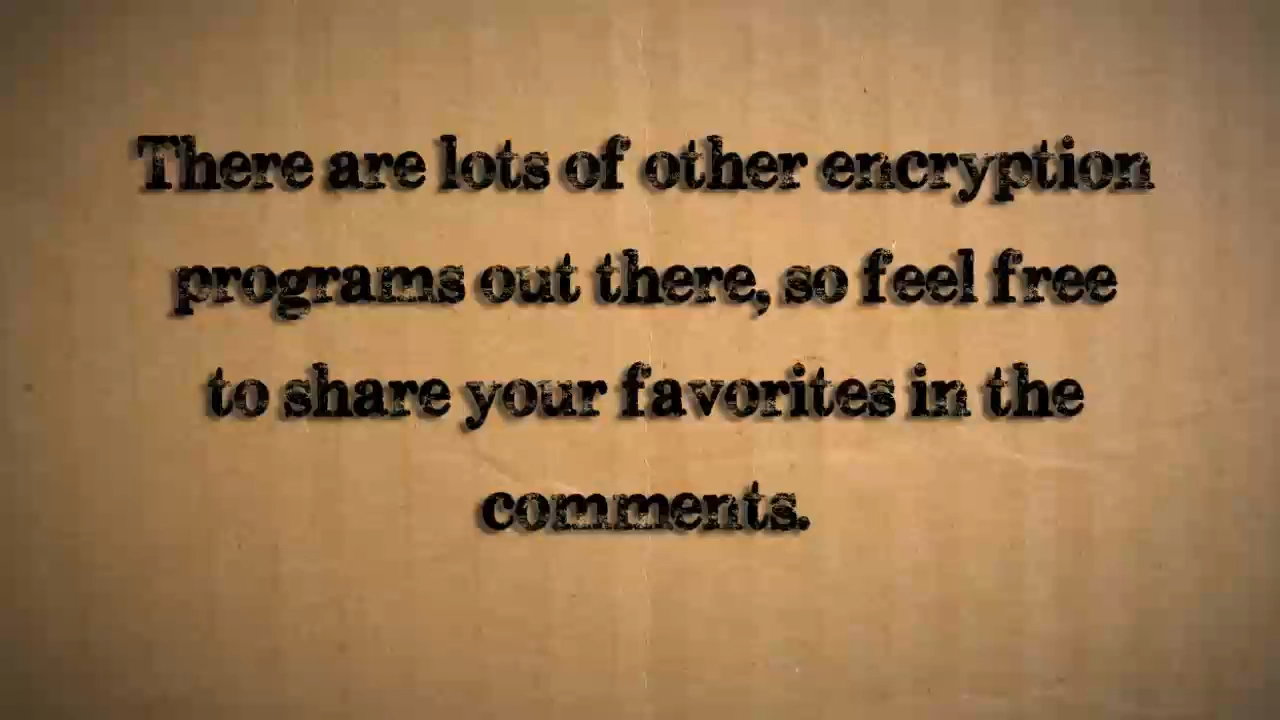 There are lots of other encryption
programs out there, so feel free
to share your favorites in the
comments.